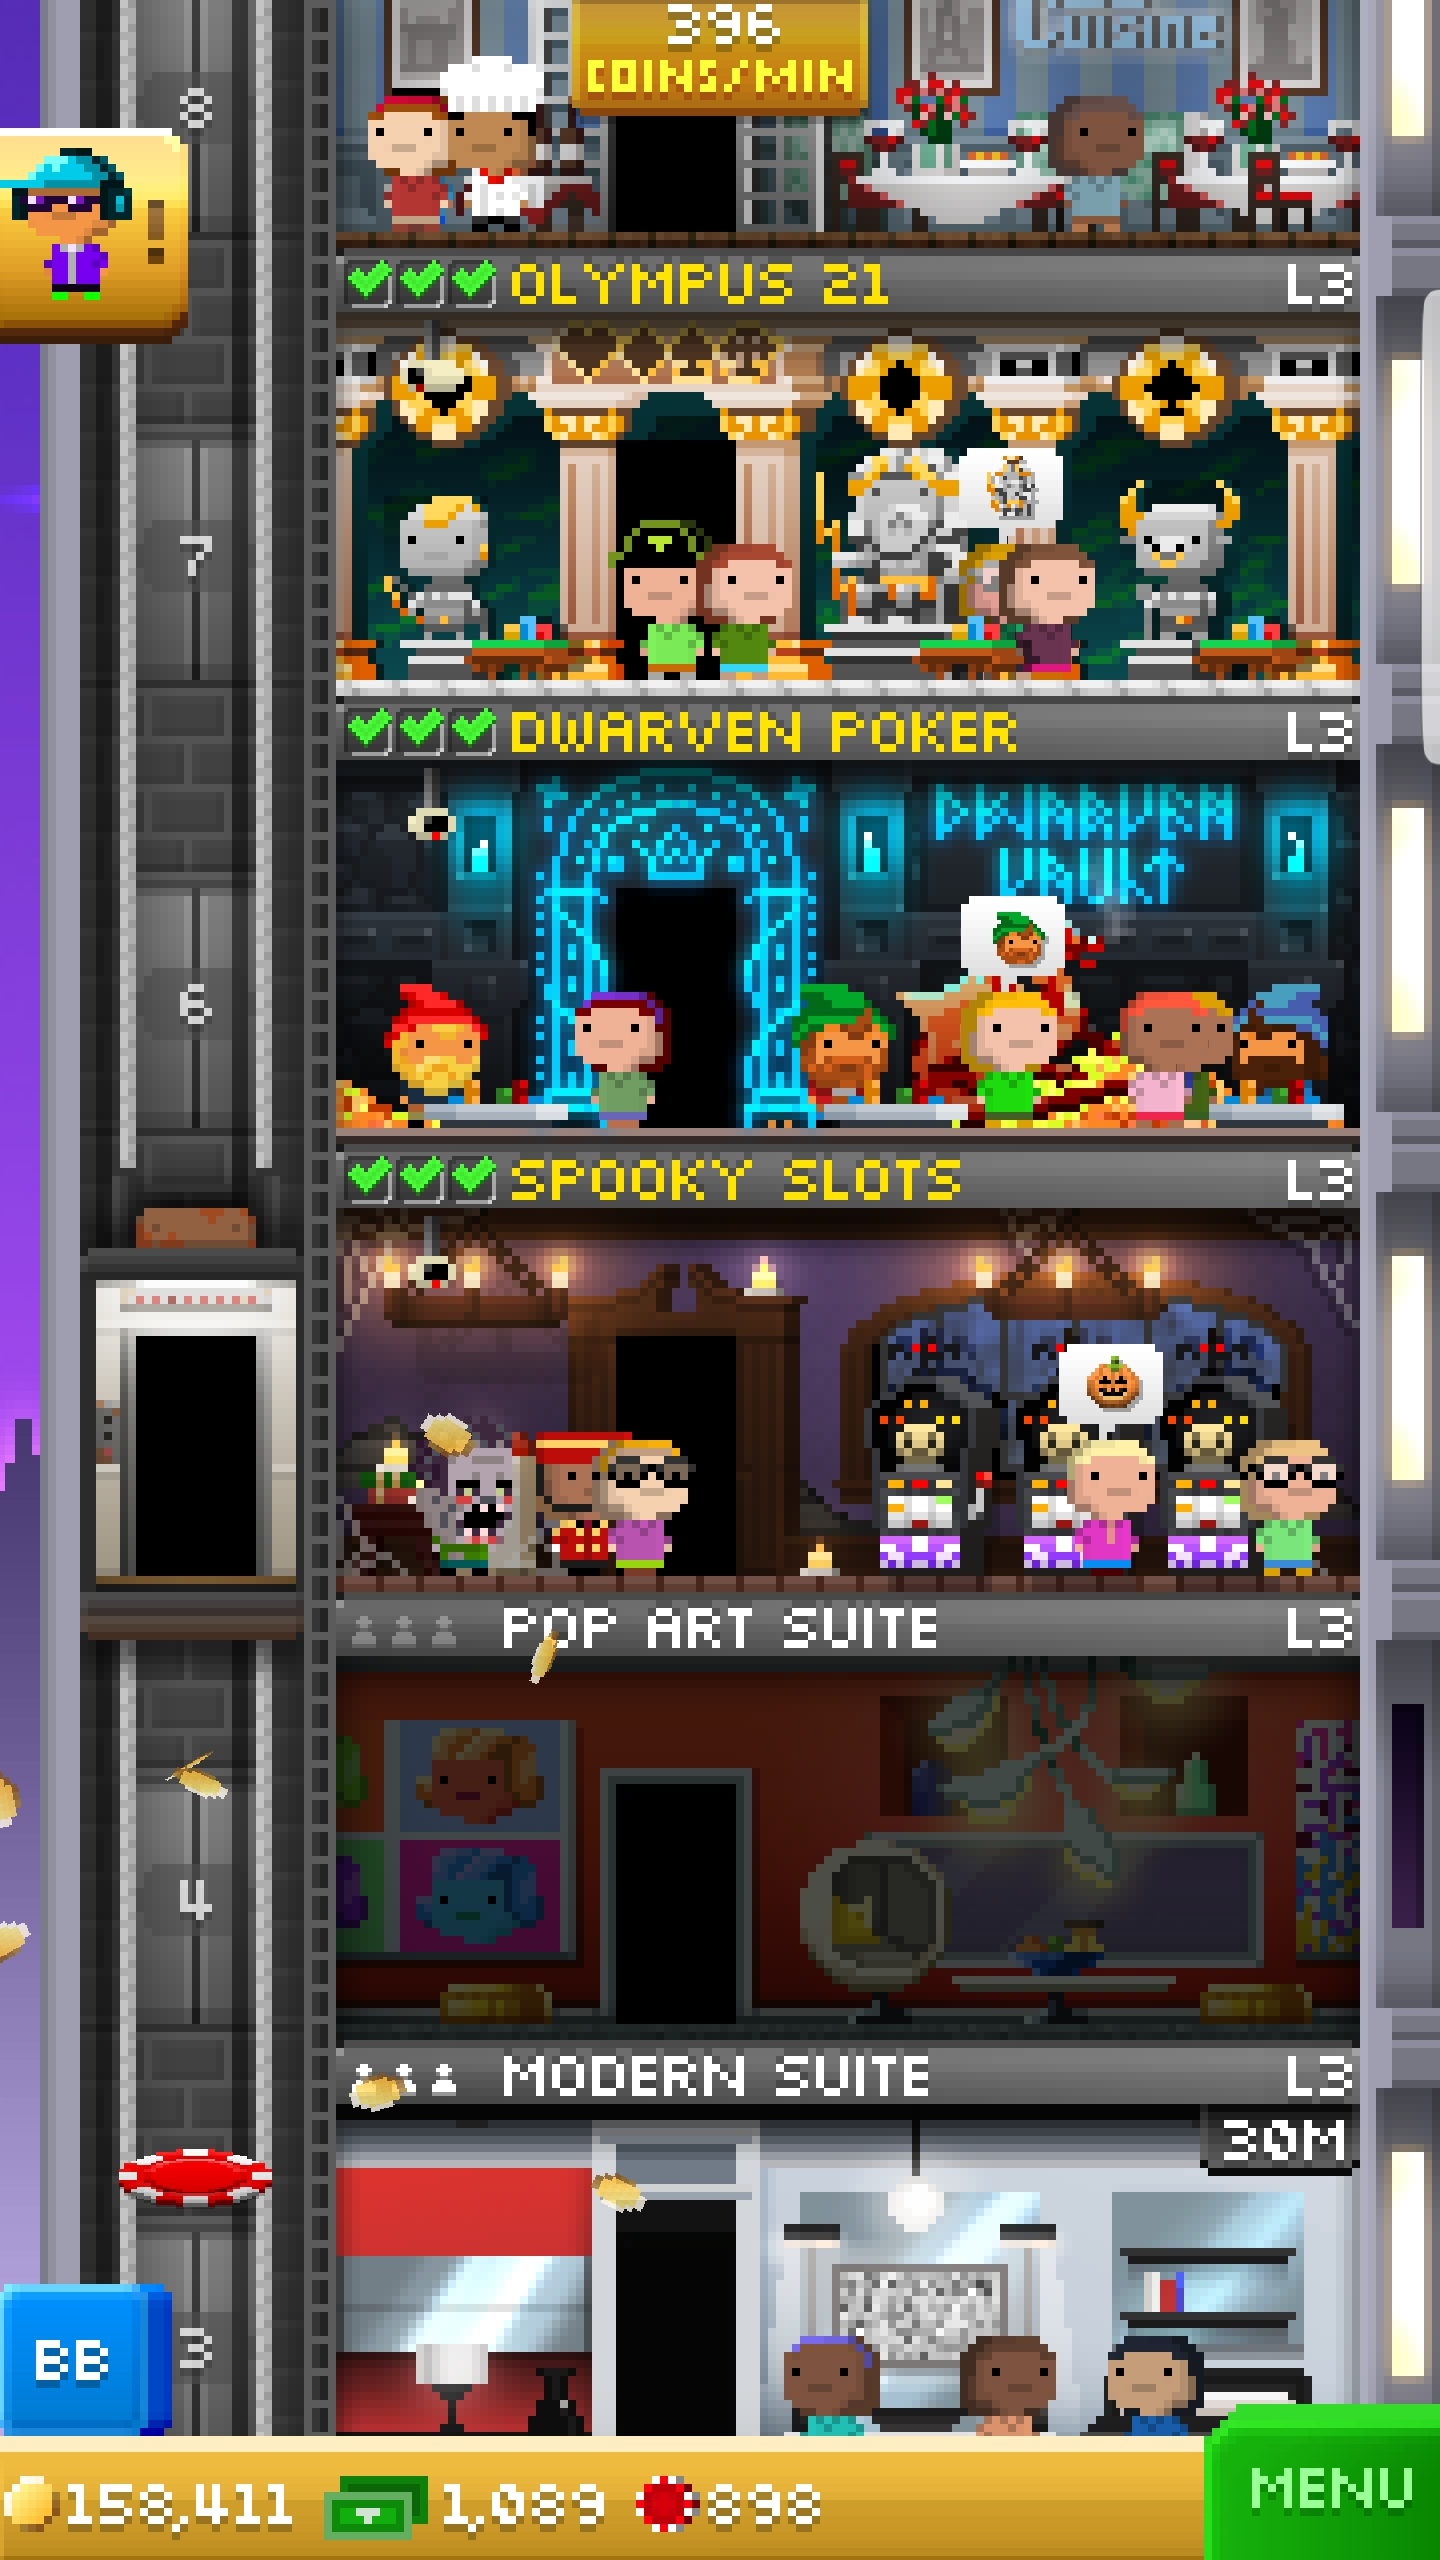 Cuisine
396
COINS/MIN
8
OLYMPUS 21
L3
7
DWARVEN POKER
L3
DWARVEN
VAULT
6
SPOOKY SLOTS
L3
POP ART SUITE
L3
4
MODERN SUITE
L3
30M
3
BB
158,411
1,089
898
MENU